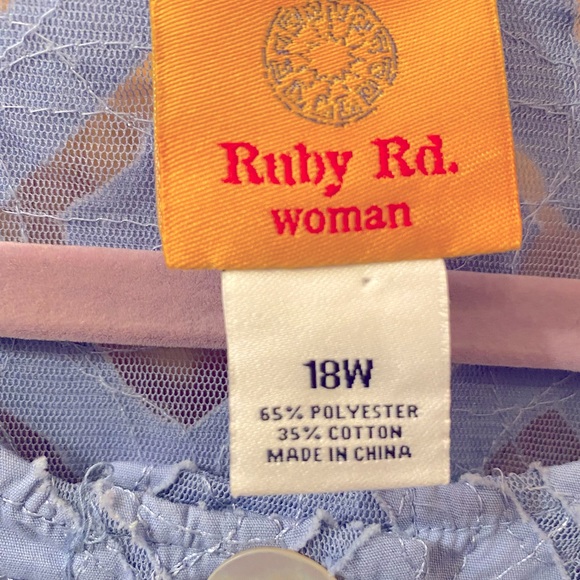 Ruby Rd.
woman
18W
65% POLYESTER
35% COTTON
MADE IN CHINA